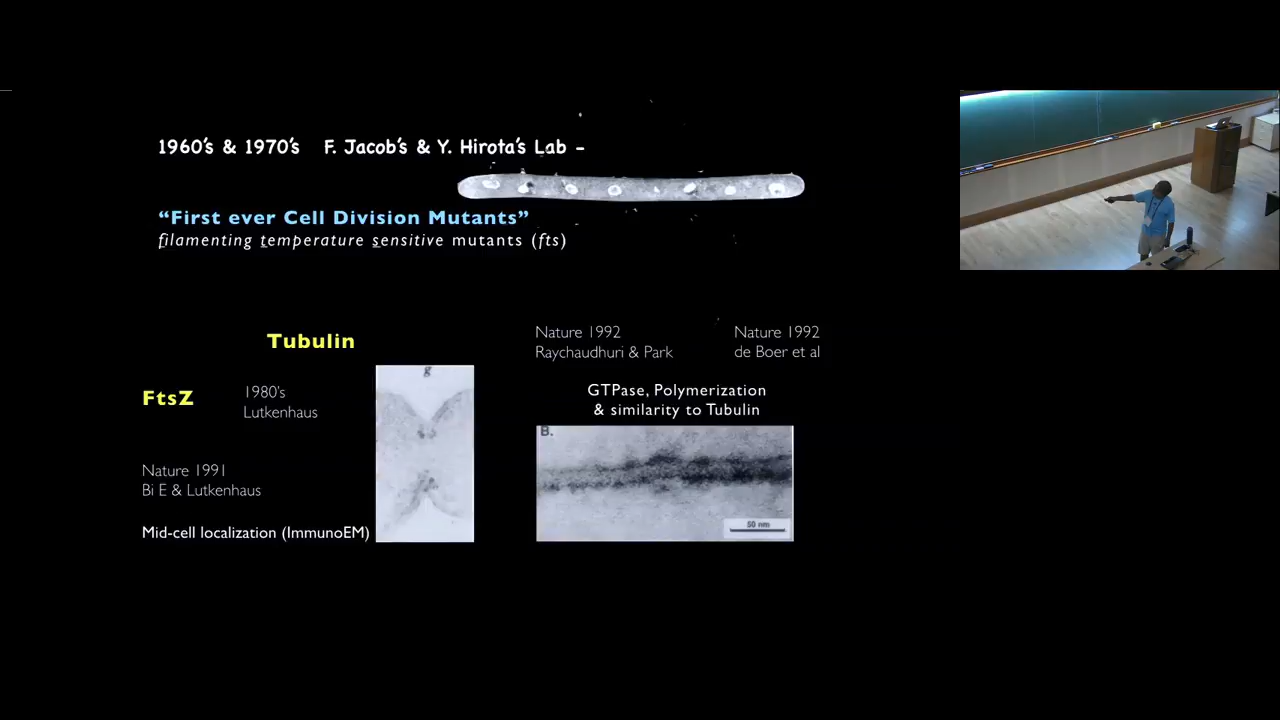 1960's & 1970's F. Jacob's & Y. Hirota's Lab -
“First ever Cell Division Mutants”
filamenting temperature sensitive mutants (fts)
Tubulin
FtsZ
1980's
Lutkenhaus
Nature 1991
Bi E & Lutkenhaus
Mid-cell localization (ImmunoEM)
g
Nature 1992
Raychaudhuri & Park
Nature 1992
de Boer et al
GTPase, Polymerization
& similarity to Tubulin
B.
50 nm